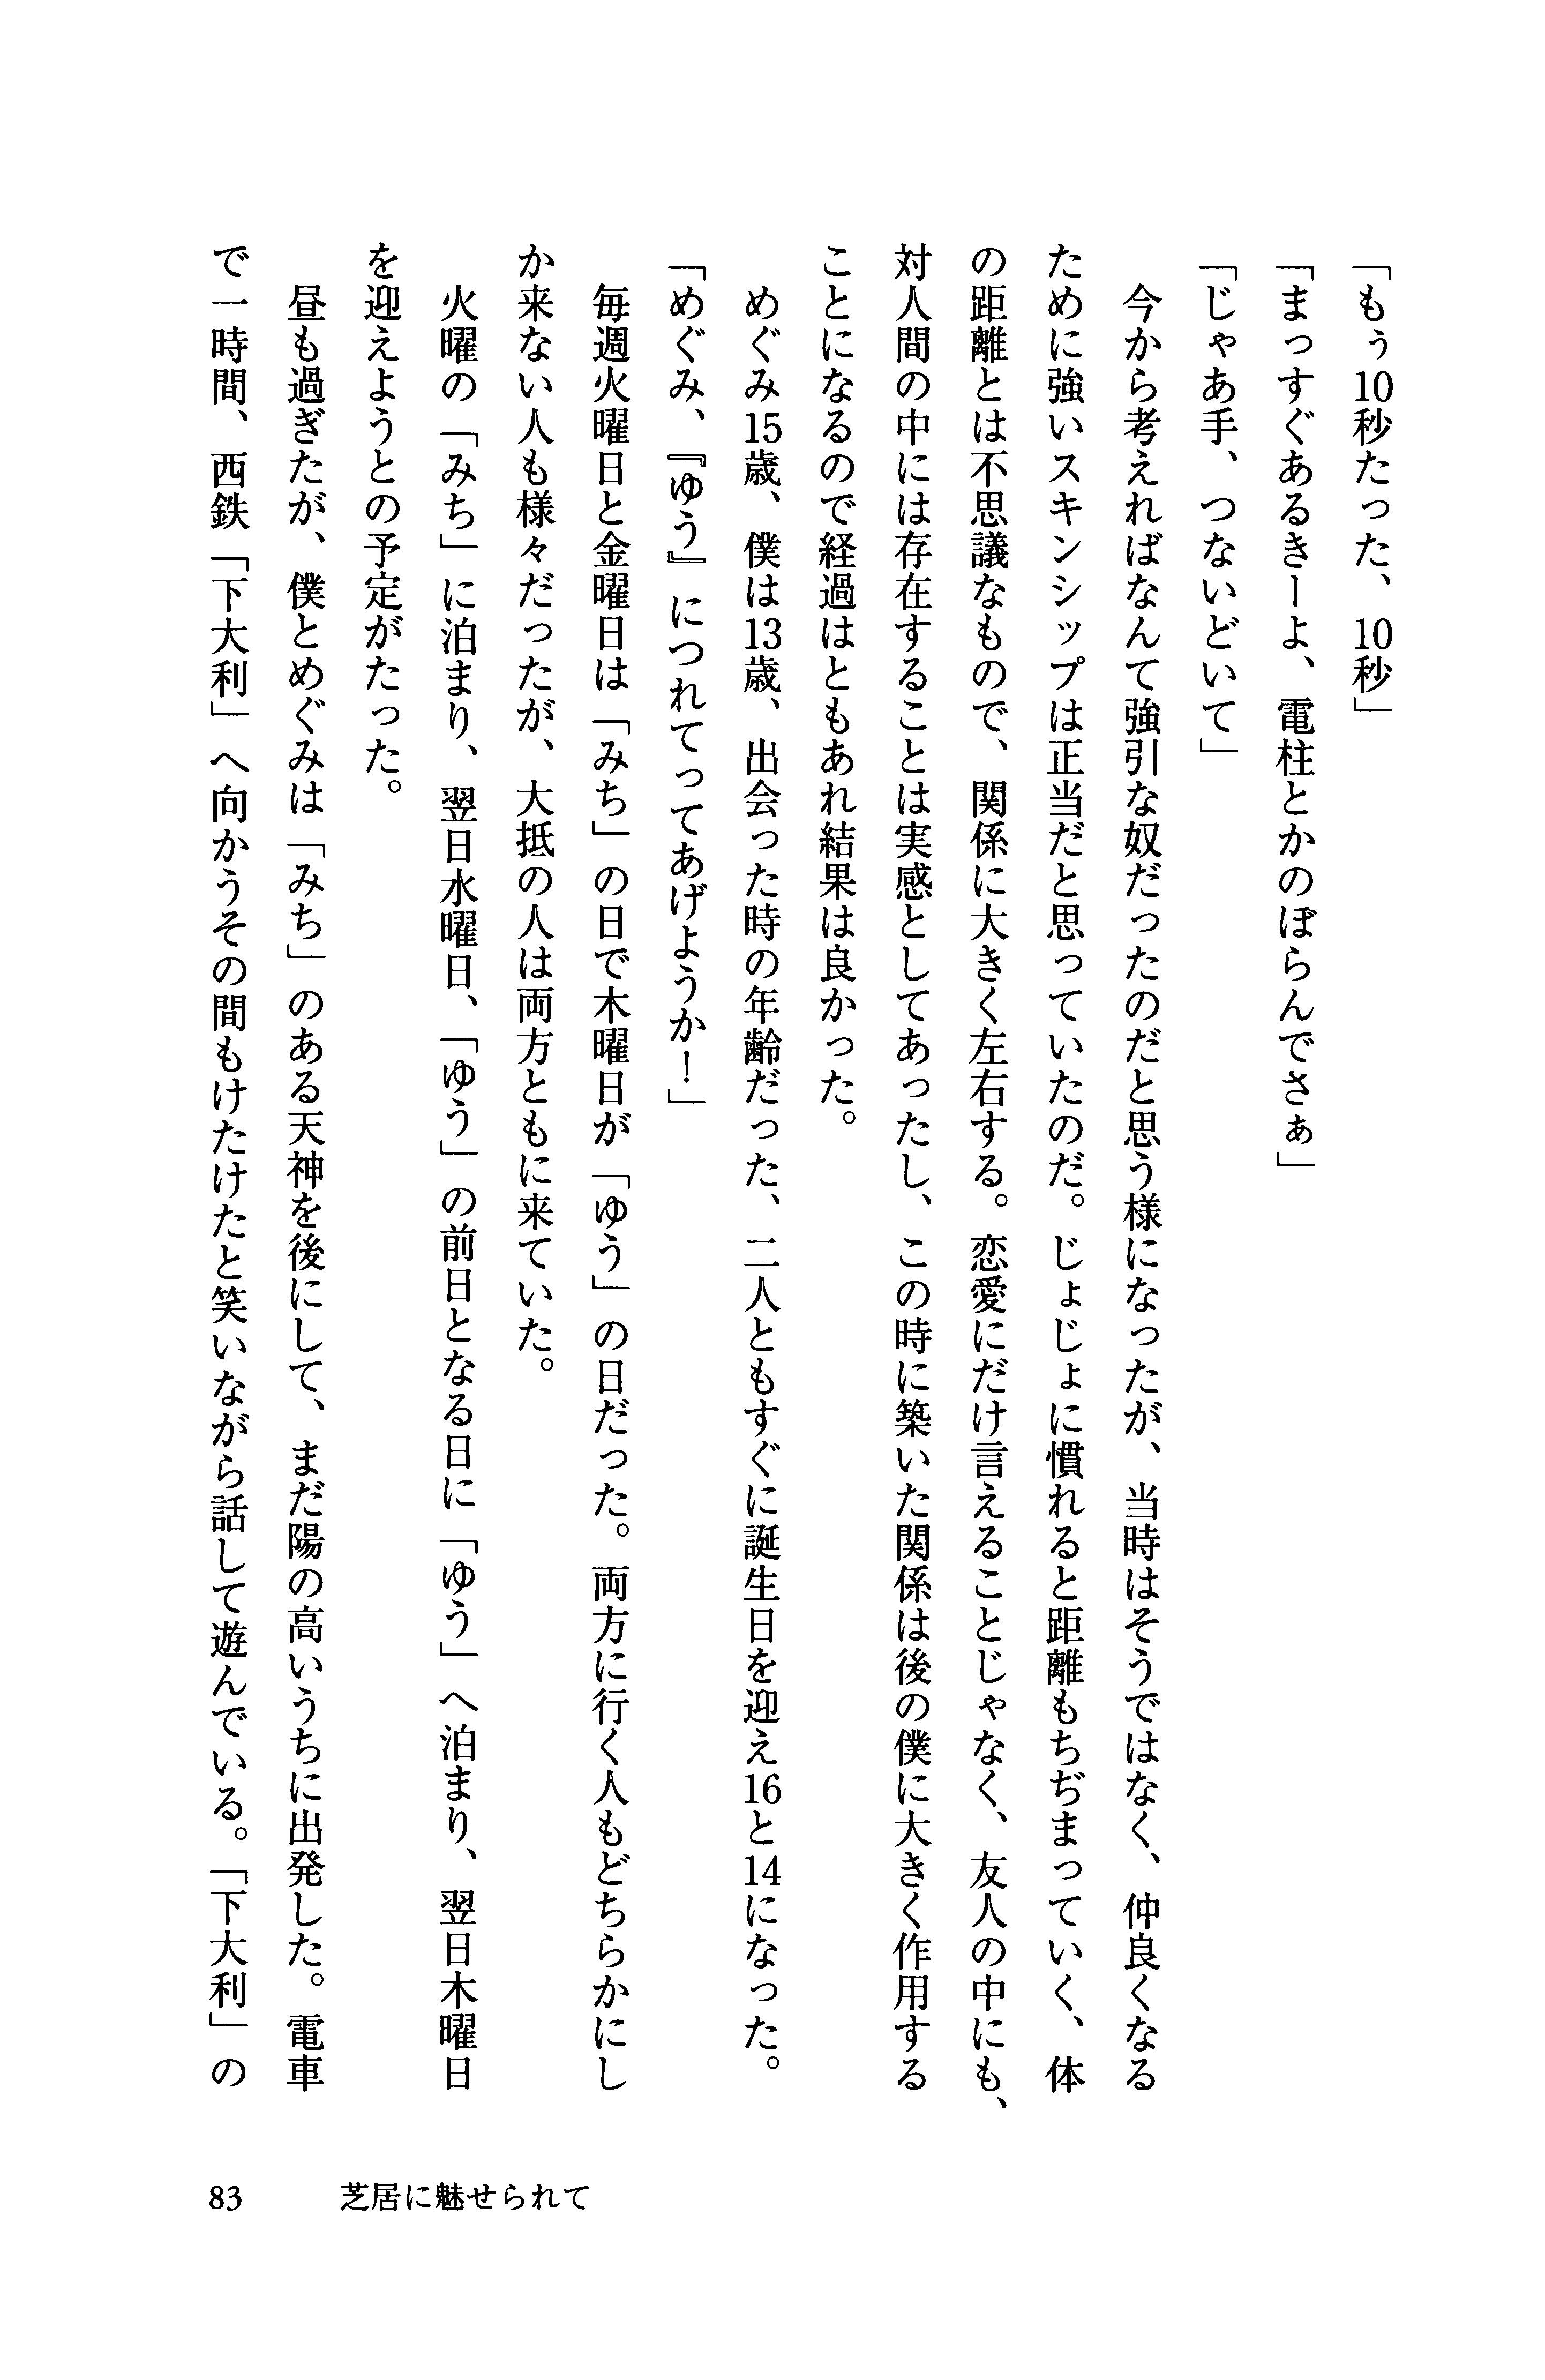 「もぅ10秒たった、10秒」
「まっすぐあるきーよ、電柱とかのぼらんでさぁ」
「じゃあ手、つないどいて」
　今から考えればなんて強引な奴だったのだと思う様になったが、当時はそうではなく、仲良くなる
ために強いスキンシップは正当だと思っていたのだ。じょじょに慣れると距離もちぢまっていく、体
の距離とは不思議なもので、関係に大きく左右する。恋愛にだけ言えることじゃなく、友人の中にも、
対人間の中には存在することは実感としてあったし、この時に築いた関係は後の僕に大きく作用する
ことになるので経過はともあれ結果は良かった。
　めぐみ15歳、僕は13歳、出会った時の年齢だった、二人ともすぐに誕生日を迎え16と14になった。
「めぐみ、『ゆう』につれてってあげようか！」
　毎週火曜日と金曜日は「みち」の日で木曜日が「ゆう」の日だった。両方に行く人もどちらかにし
か来ない人も様々だったが、大抵の人は両方ともに来ていた。
　火曜の「みち」に泊まり、翌日水曜日、「ゆう」の前日となる日に「ゆう」へ泊まり、翌日木曜日
を迎えようとの予定がたった。
　昼も過ぎたが、僕とめぐみは「みち」のある天神を後にして、まだ陽の高いうちに出発した。電車
で一時間、西鉄「下大利」へ向かうその間もけたけたと笑いながら話して遊んでいる。「下大利」の
83　芝居に魅せられて